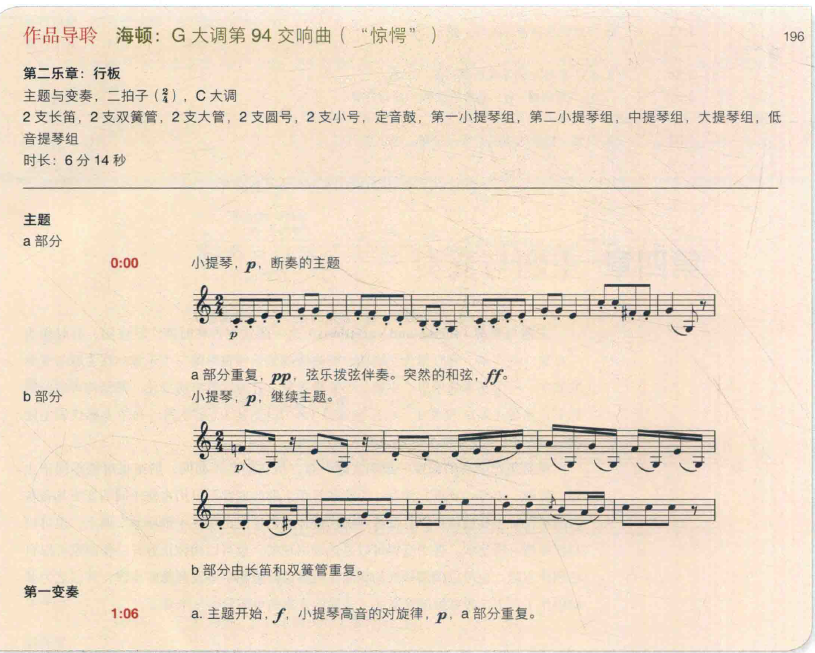 作品导聆 海顿：G 大调第 94 交响曲（“惊愕”）
196
第二乐章：行板
主题与变奏，二拍子（2/4），C 大调
2 支长笛，2 支双簧管，2 支大管，2 支圆号，2 支小号，定音鼓，第一小提琴组，第二小提琴组，中提琴组，大提琴组，低
音提琴组
时长：6 分 14 秒
主题
a 部分
0:00 小提琴，p，断奏的主题
p
a 部分重复，pp，弦乐拨弦伴奏。突然的和弦，ff。
b 部分 小提琴，p，继续主题。
p
b 部分由长笛和双簧管重复。
第一变奏
1:06 a. 主题开始，f，小提琴高音的对旋律，p，a 部分重复。